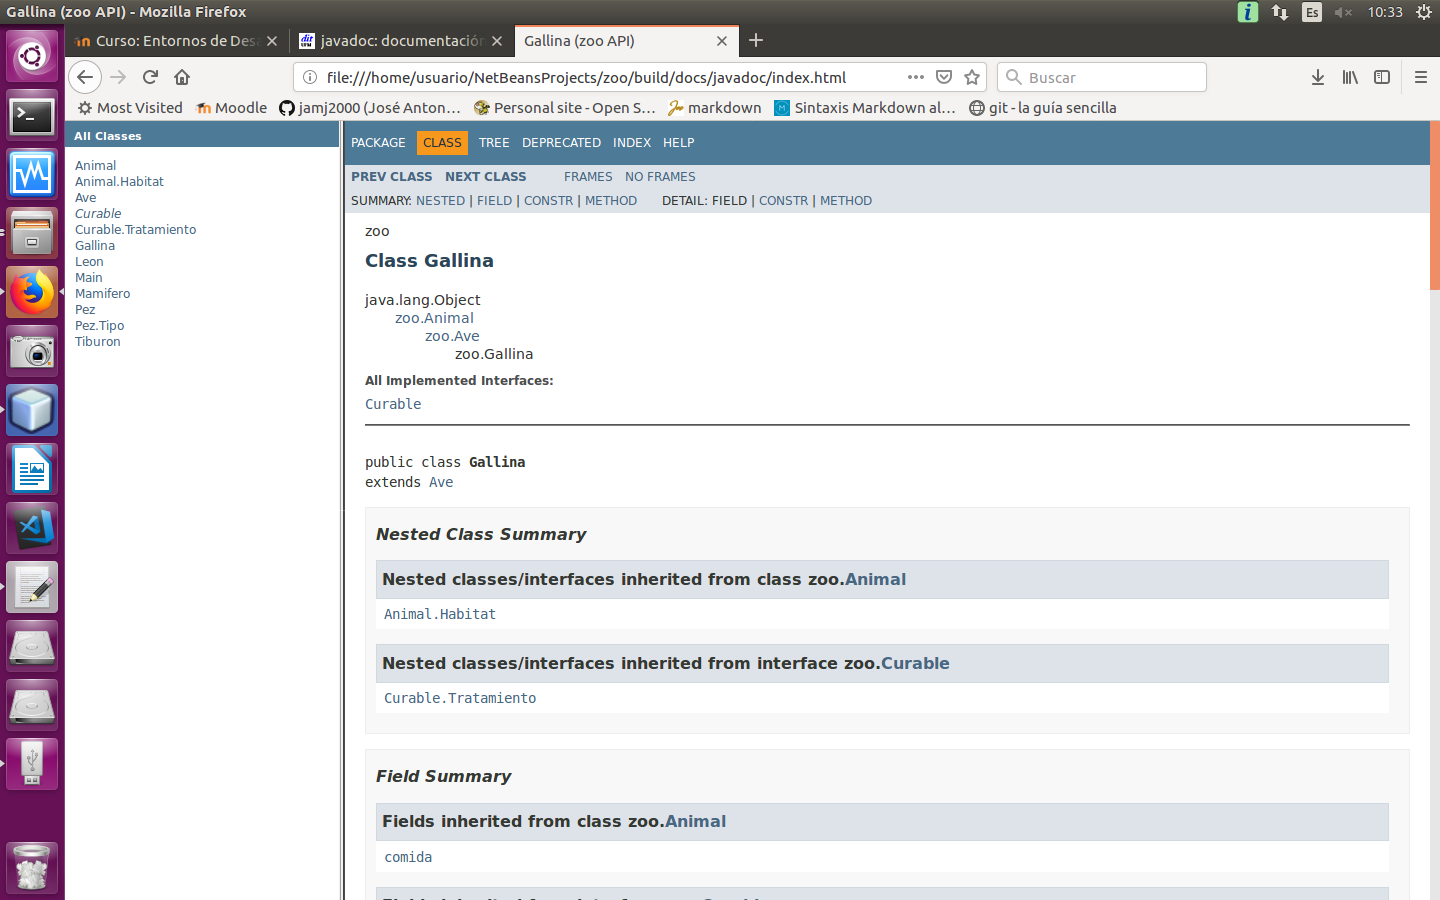 Gallina (zoo API) - Mozilla Firefox
Es
10:33
Curso: Entornos de Desa
javadoc: documentación
Gallina (zoo API)
file:///home/usuario/NetBeansProjects/zoo/build/docs/javadoc/index.html
Buscar
Most Visited
Moodle
jamj2000 (José Anton…
Personal site - Open S…
markdown
Sintaxis Markdown al…
git - la guía sencilla
All Classes
Animal
Animal.Habitat
Ave
Curable
Curable.Tratamiento
Gallina
Leon
Main
Mamifero
Pez
Pez.Tipo
Tiburon
PACKAGE CLASS TREE DEPRECATED INDEX HELP
PREV CLASS NEXT CLASS FRAMES NO FRAMES
SUMMARY: NESTED | FIELD | CONSTR | METHOD DETAIL: FIELD | CONSTR | METHOD
zoo
Class Gallina
java.lang.Object
zoo.Animal
zoo.Ave
zoo.Gallina
All Implemented Interfaces:
Curable
public class Gallina
extends Ave
Nested Class Summary
Nested classes/interfaces inherited from class zoo.Animal
Animal.Habitat
Nested classes/interfaces inherited from interface zoo.Curable
Curable.Tratamiento
Field Summary
Fields inherited from class zoo.Animal
comida